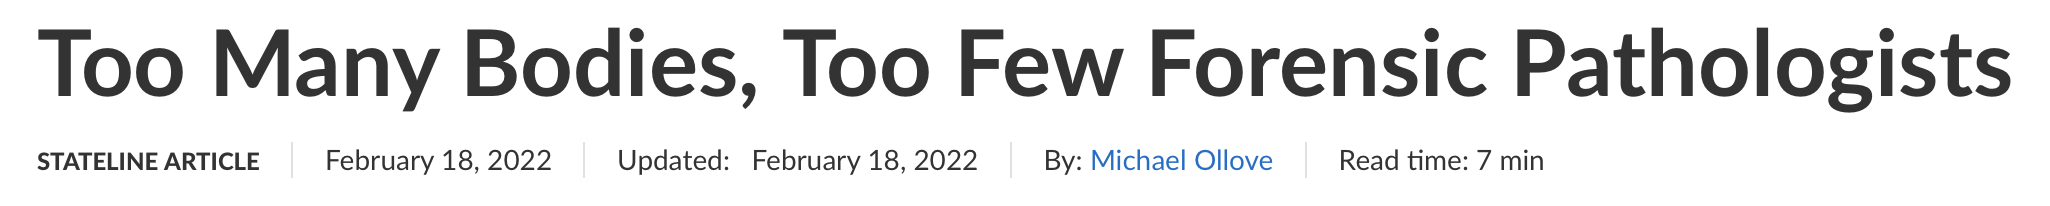 Too Many Bodies, Too Few Forensic Pathologists
STATELINE ARTICLE February 18, 2022 Updated: February 18, 2022 By: Michael Ollove Read time: 7 min